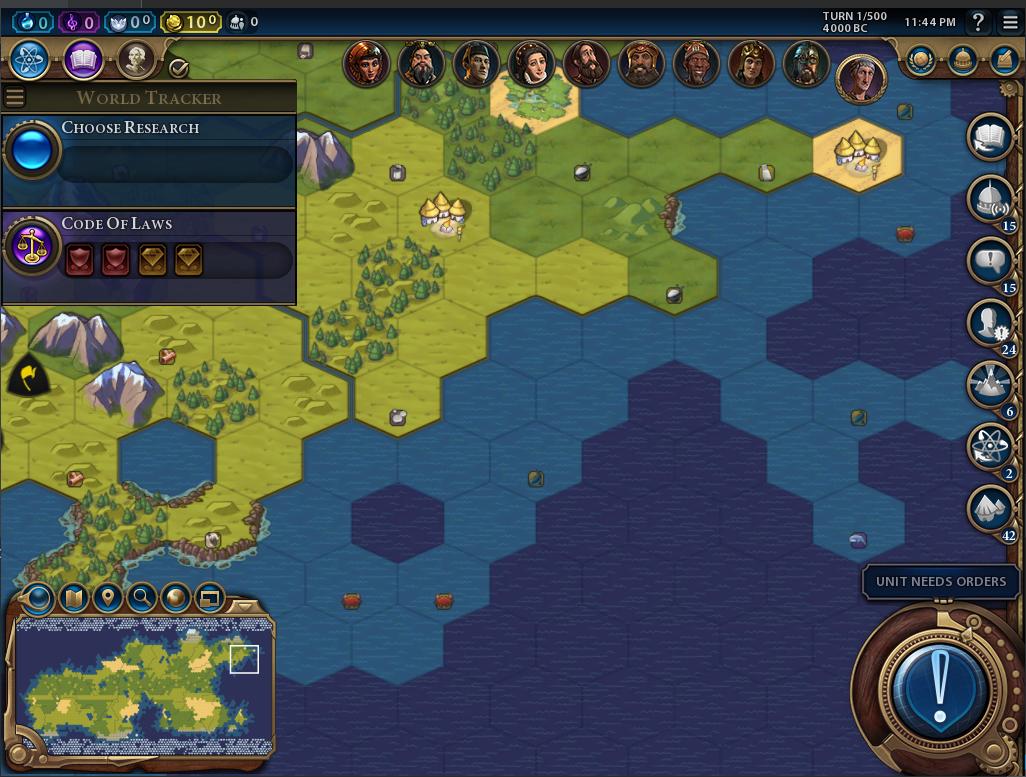 0 0 0 0 10 0 0
TURN 1/500
4000 BC
11:44 PM ?
WORLD TRACKER
CHOOSE RESEARCH
CODE OF LAWS
15
15
24
6
2
42
UNIT NEEDS ORDERS